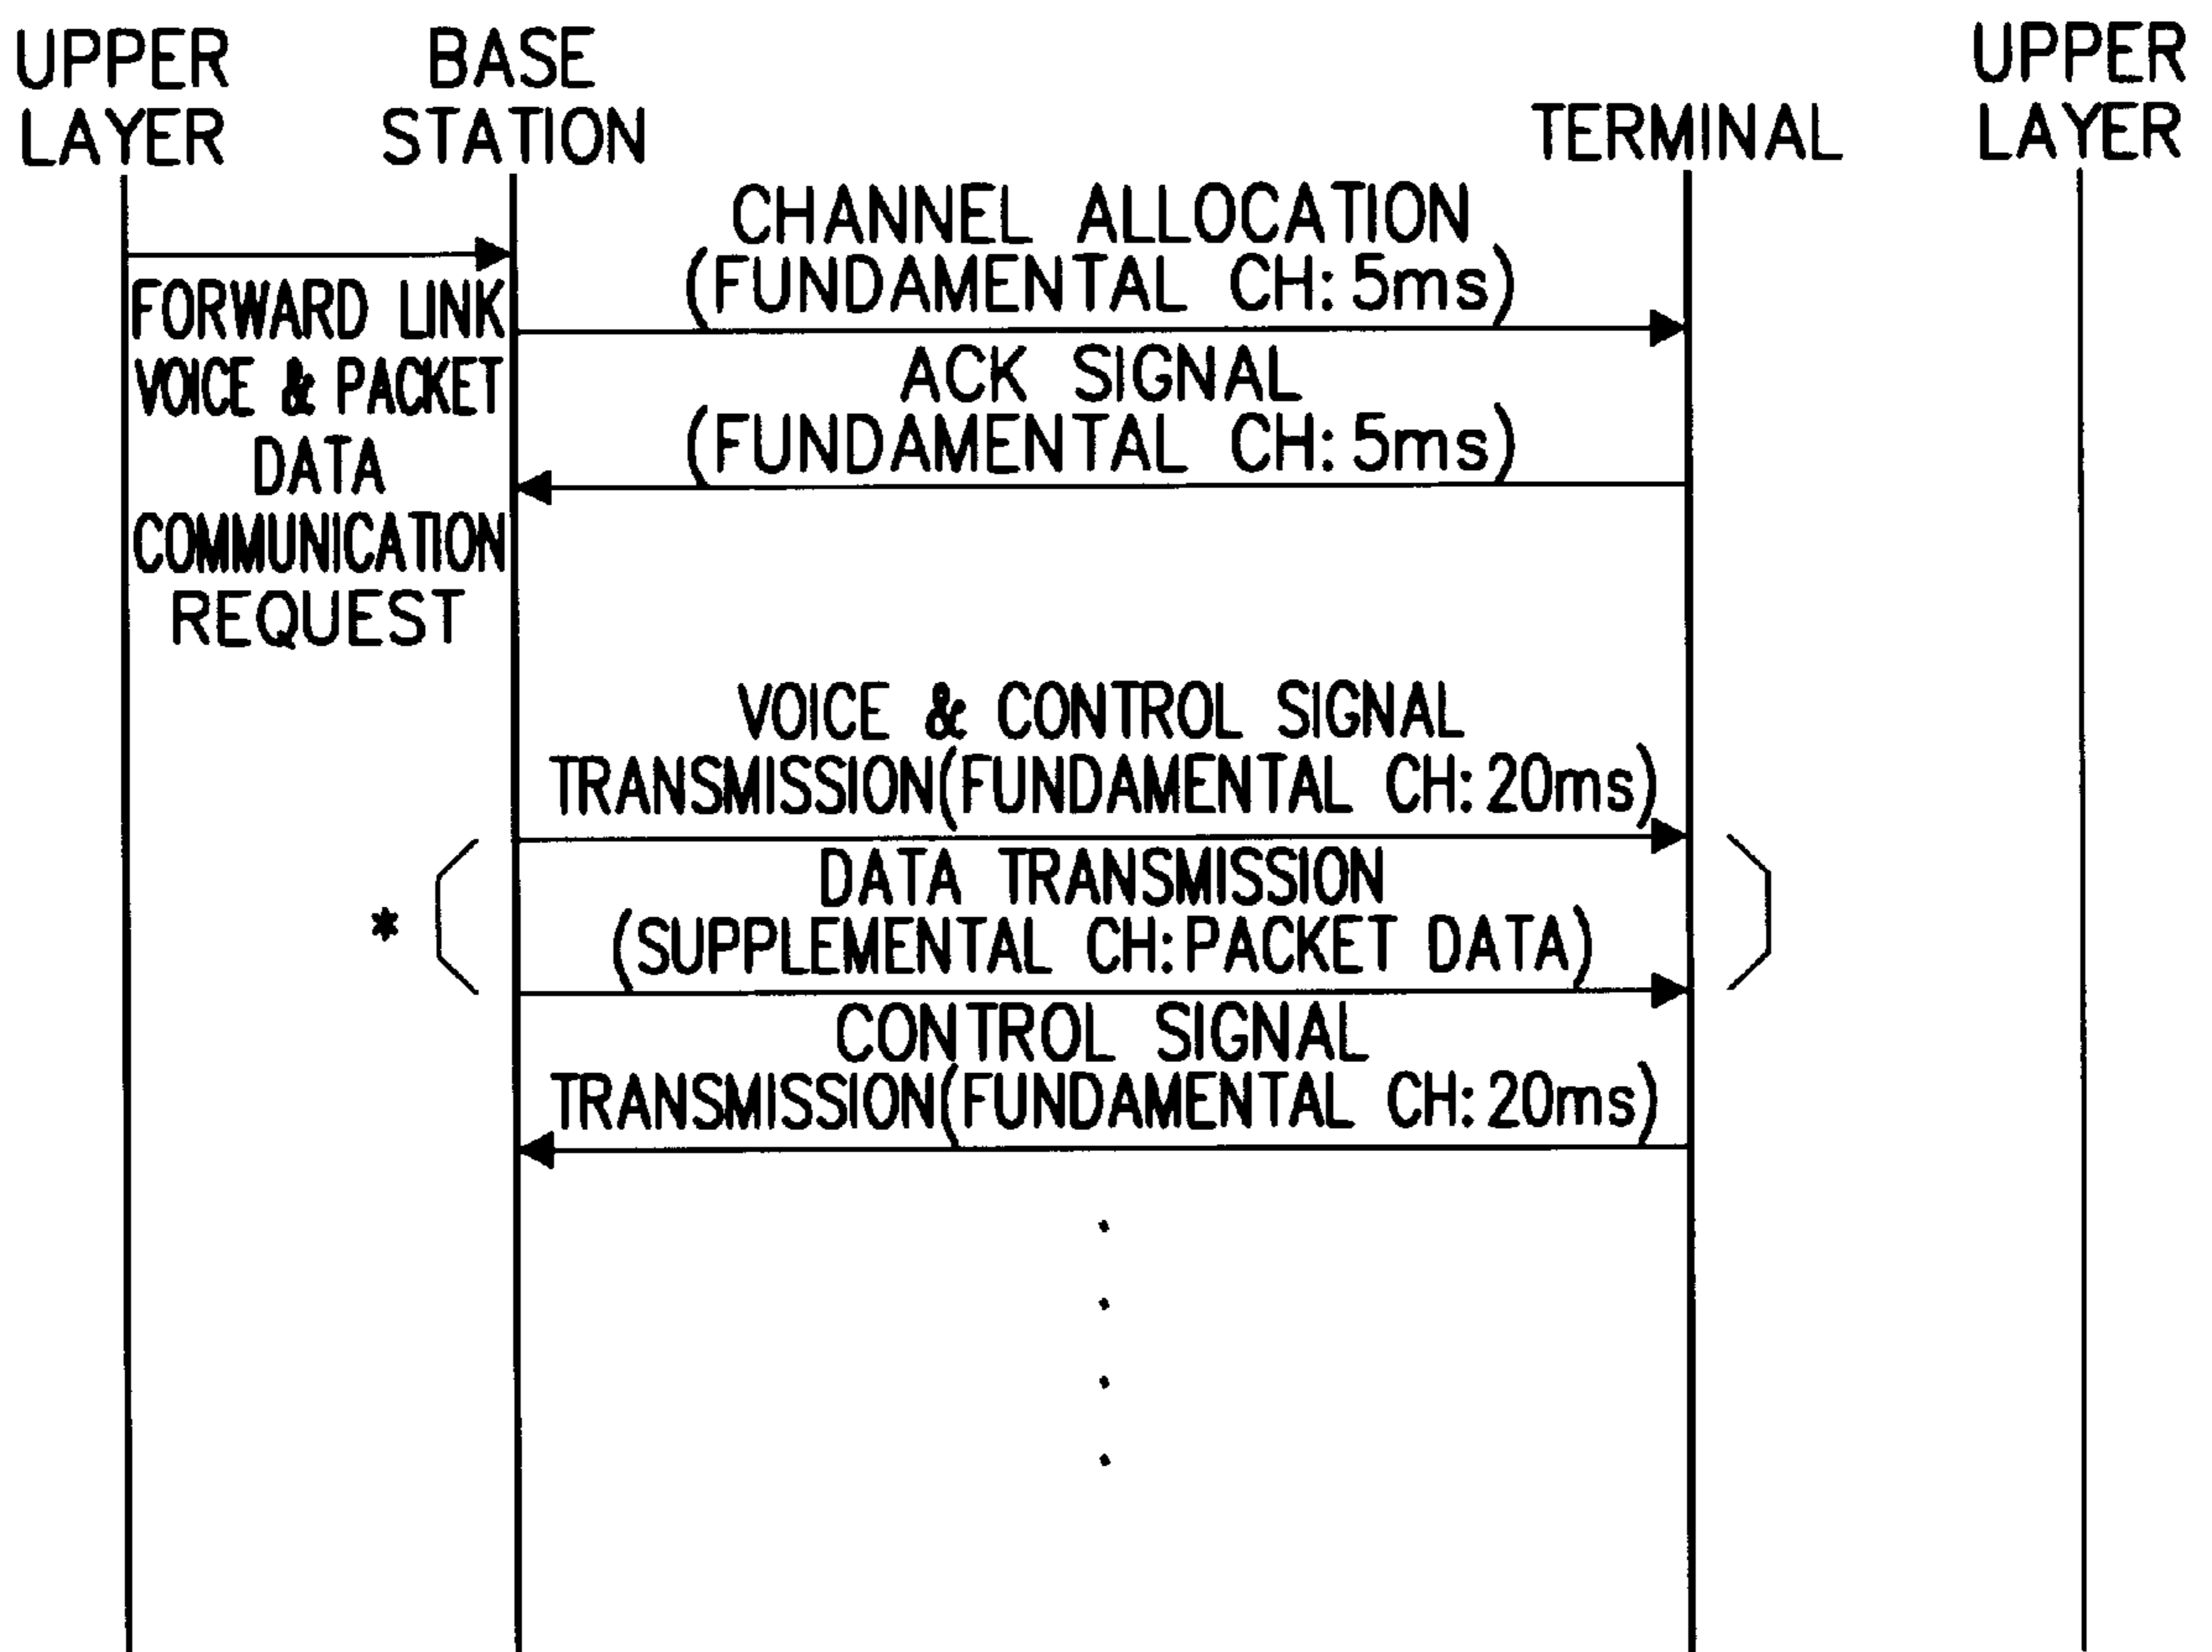 UPPER
LAYER
BASE
STATION
TERMINAL
UPPER
LAYER
FORWARD LINK
VOICE & PACKET
DATA
COMMUNICATION
REQUEST
CHANNEL ALLOCATION
(FUNDAMENTAL CH: 5ms)
ACK SIGNAL
(FUNDAMENTAL CH: 5ms)
VOICE & CONTROL SIGNAL
TRANSMISSION(FUNDAMENTAL CH: 20ms)
*
DATA TRANSMISSION
(SUPPLEMENTAL CH: PACKET DATA)
CONTROL SIGNAL
TRANSMISSION(FUNDAMENTAL CH: 20ms)